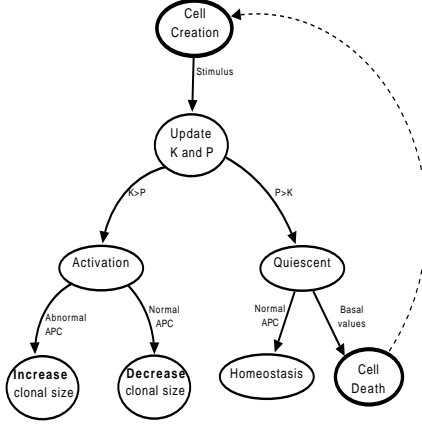 Cell
Creation
Stimulus
Update
K and P
K>P
P>K
Activation
Quiescent
Abnormal
APC
Normal
APC
Normal
APC
Basal
values
Increase
clonal size
Decrease
clonal size
Homeostasis
Cell
Death